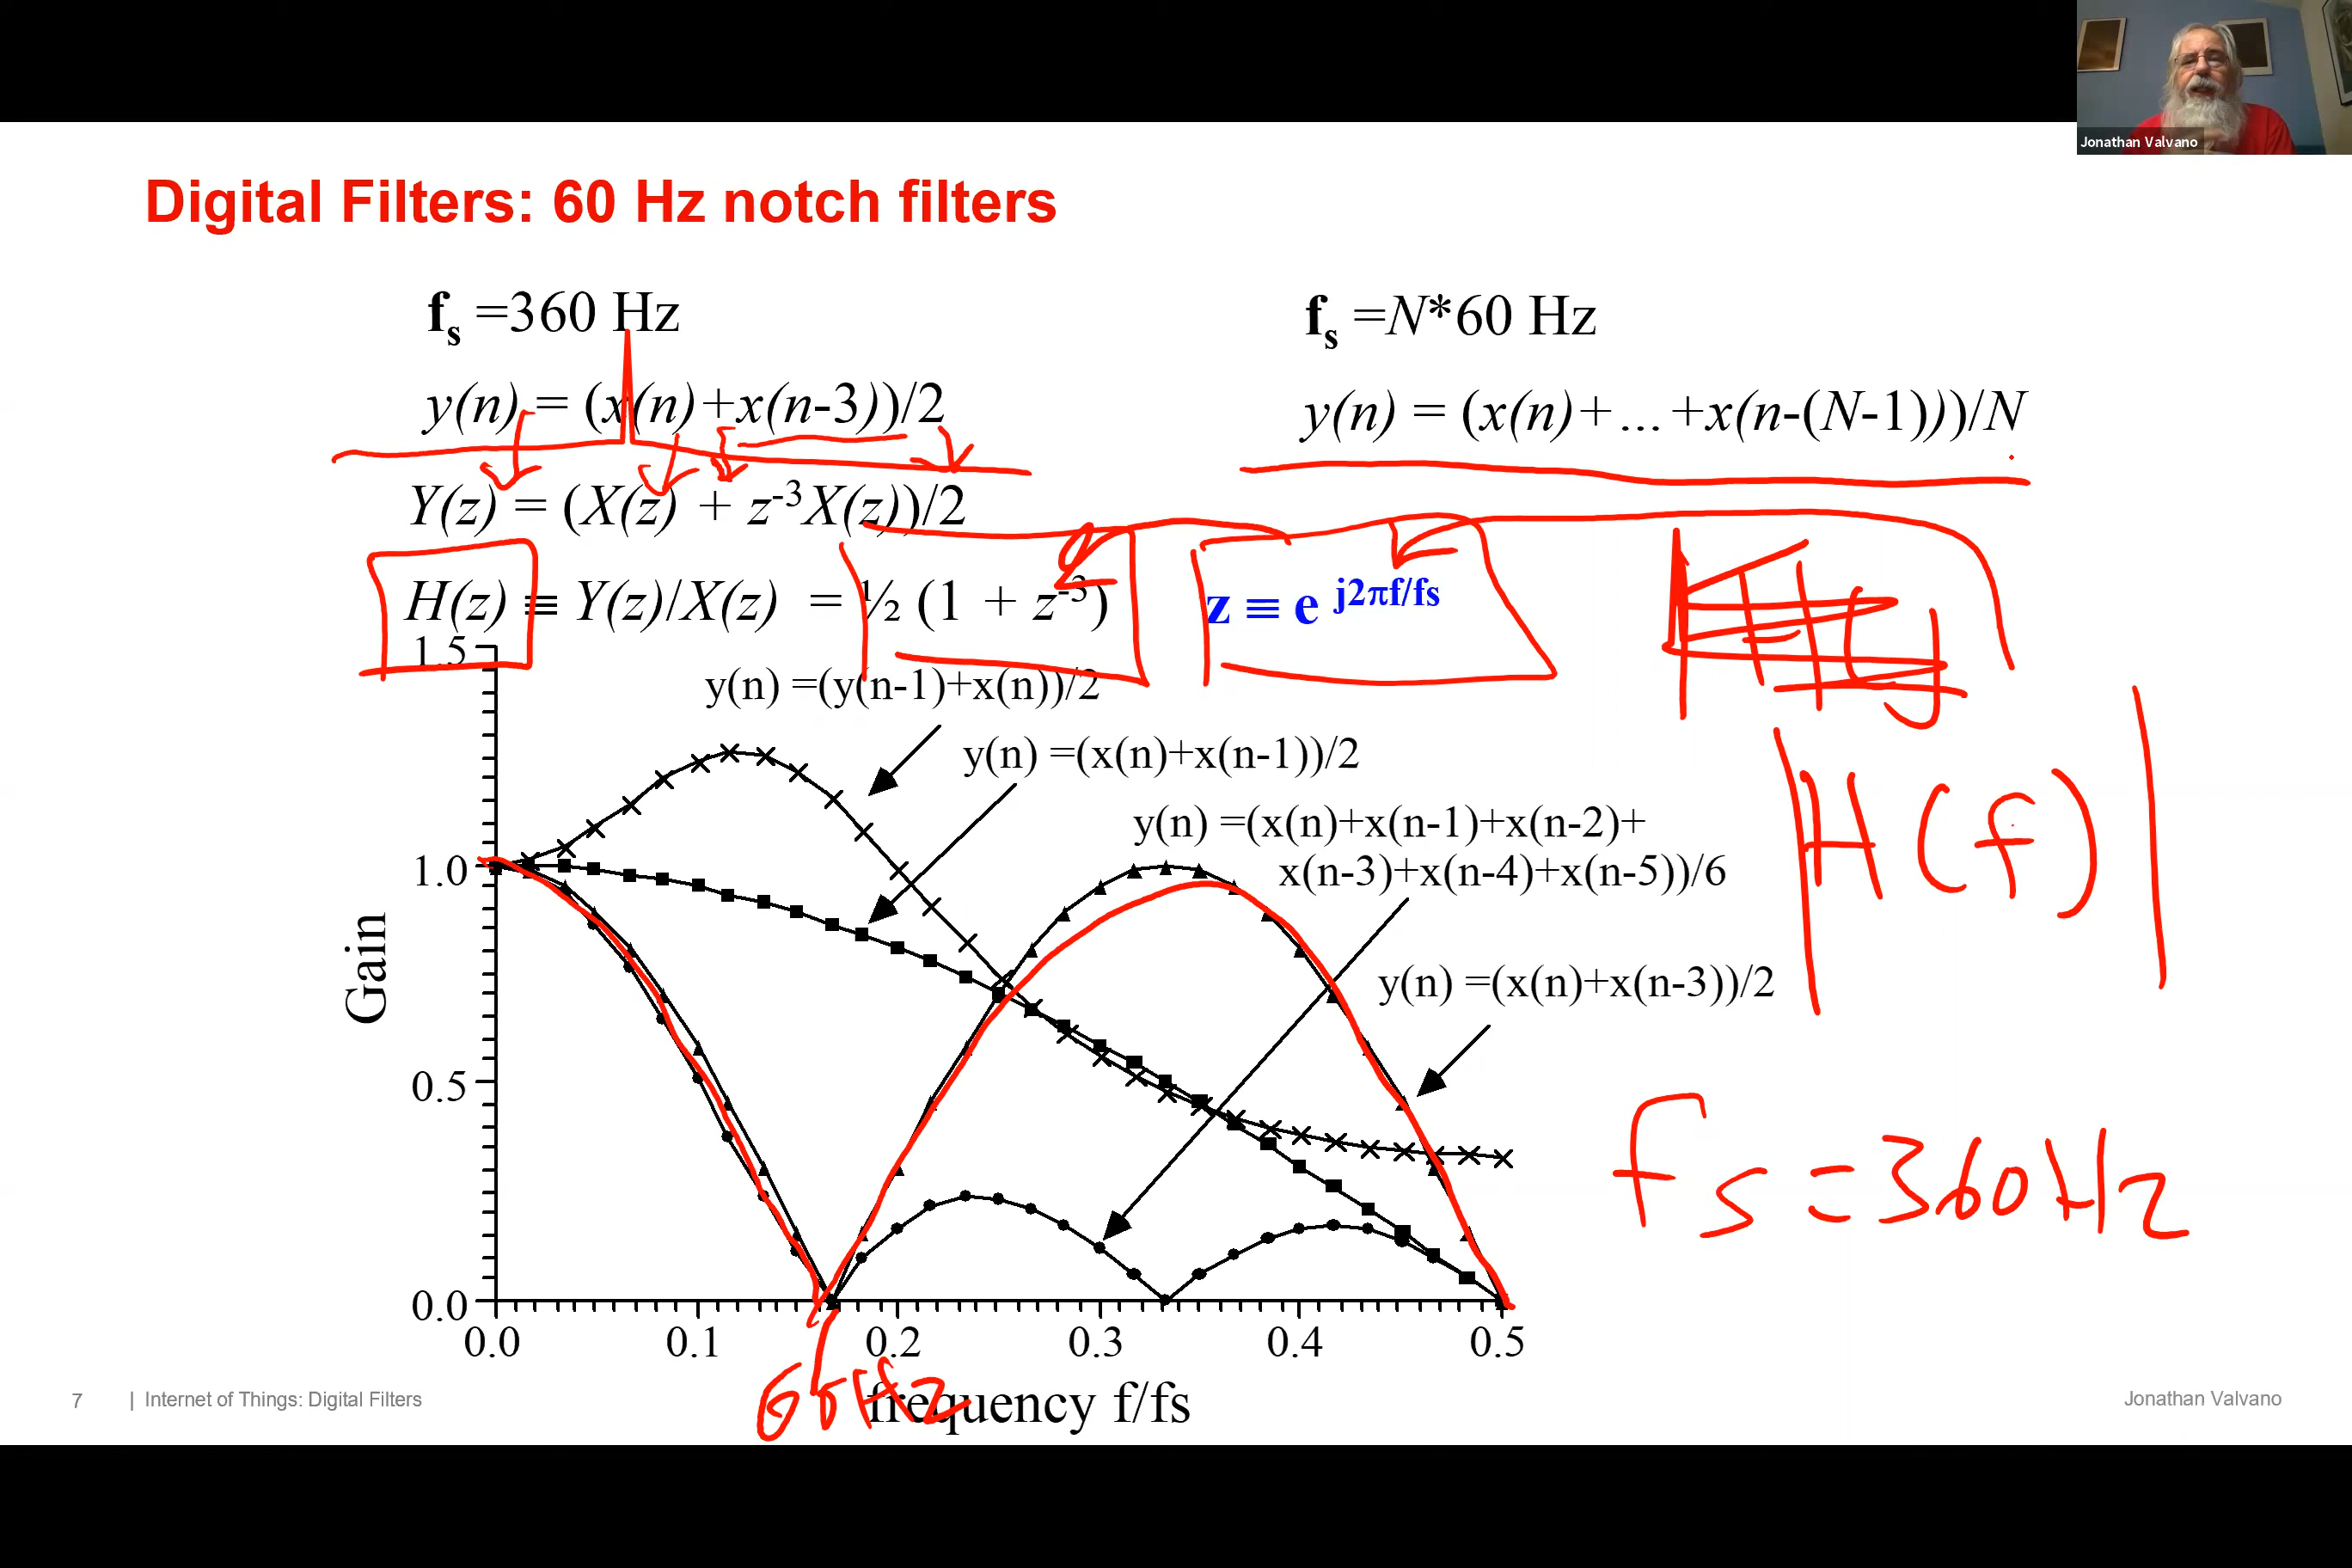 Jonathan Valvano
Digital Filters: 60 Hz notch filters
fs =360 Hz
y(n) = (x(n)+x(n-3))/2
Y(z) = (X(z) + z-3X(z))/2
H(z) ≡ Y(z)/X(z) = ½ (1 + z-3)
fs =N*60 Hz
y(n) = (x(n)+...+x(n-(N-1)))/N
z ≡ e j2πf/fs
H(f)
fs=360Hz
y(n) =(y(n-1)+x(n))/2
y(n) =(x(n)+x(n-1))/2
y(n) =(x(n)+x(n-1)+x(n-2)+
x(n-3)+x(n-4)+x(n-5))/6
y(n) =(x(n)+x(n-3))/2
1.5
1.0
0.5
0.0
Gain
0.0 0.1 0.2 0.3 0.4 0.5
60Hz
frequency f/fs
7 | Internet of Things: Digital Filters
Jonathan Valvano